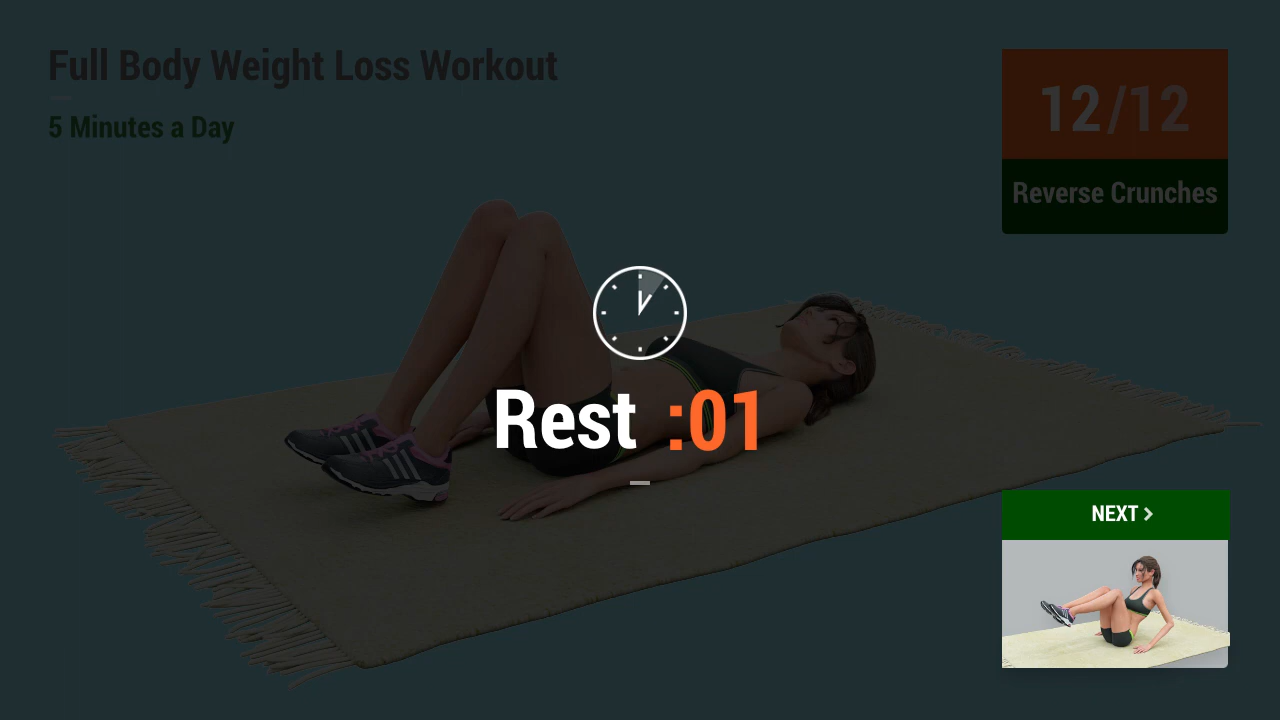 Full Body Weight Loss Workout
5 Minutes a Day
12/12
Reverse Crunches
Rest :01
NEXT >